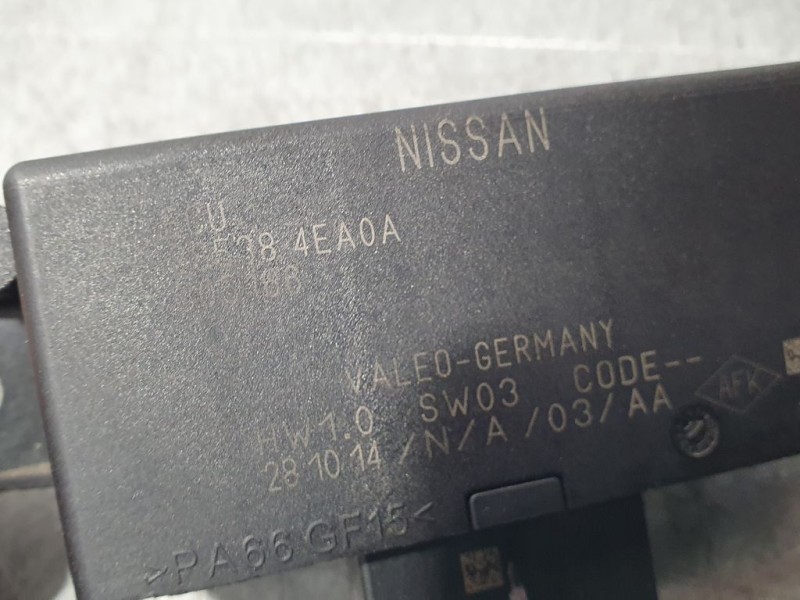 NISSAN
4EA0A
VALEO-GERMANY
HW1.0 SW03 CODE--
28 10 14 /N/A /03/AA
AFK
>PA66 GF15<